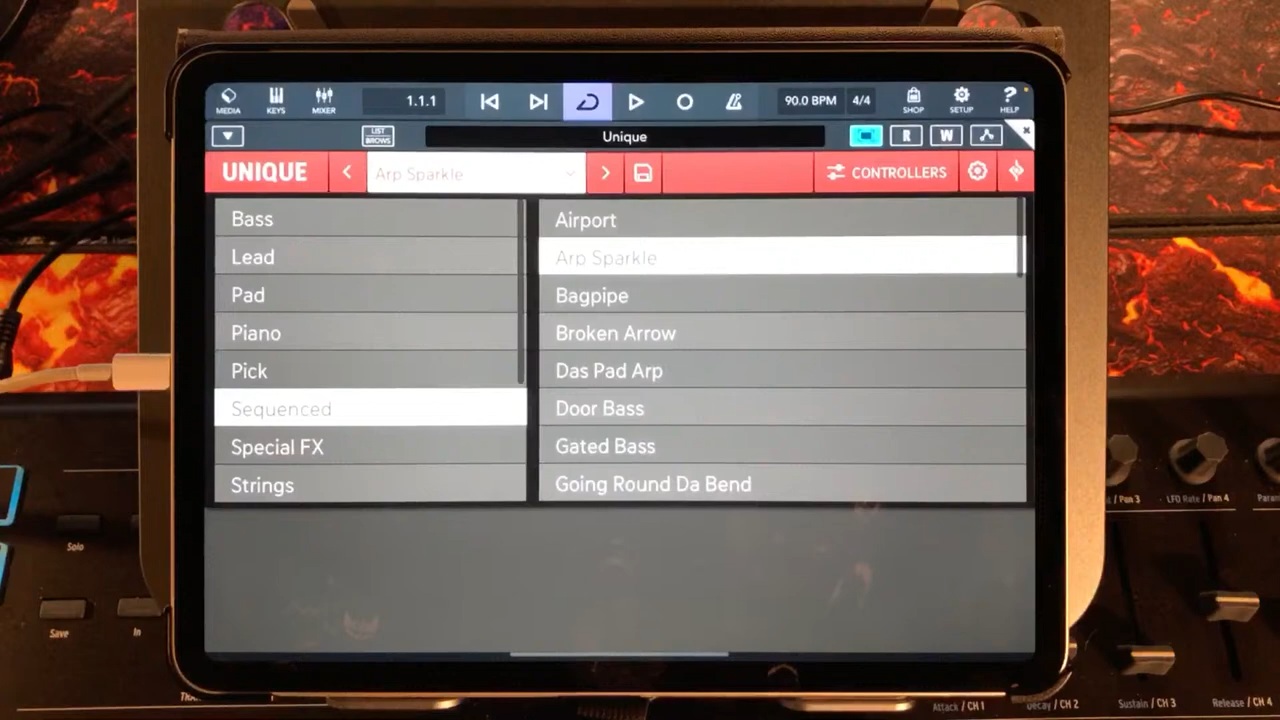 MEDIA KEYS MIXER 1.1.1 90.0 BPM 4/4 SHOP SETUP HELP
LIST BROWS Unique R W
UNIQUE Arp Sparkle CONTROLLERS
Bass
Lead
Pad
Piano
Pick
Sequenced
Special FX
Strings
Airport
Arp Sparkle
Bagpipe
Broken Arrow
Das Pad Arp
Door Bass
Gated Bass
Going Round Da Bend
Solo
Save In
/ Pan 3 LFO Rate / Pan 4
Attack / CH 1 Decay / CH 2 Sustain / CH 3 Release / CH 4